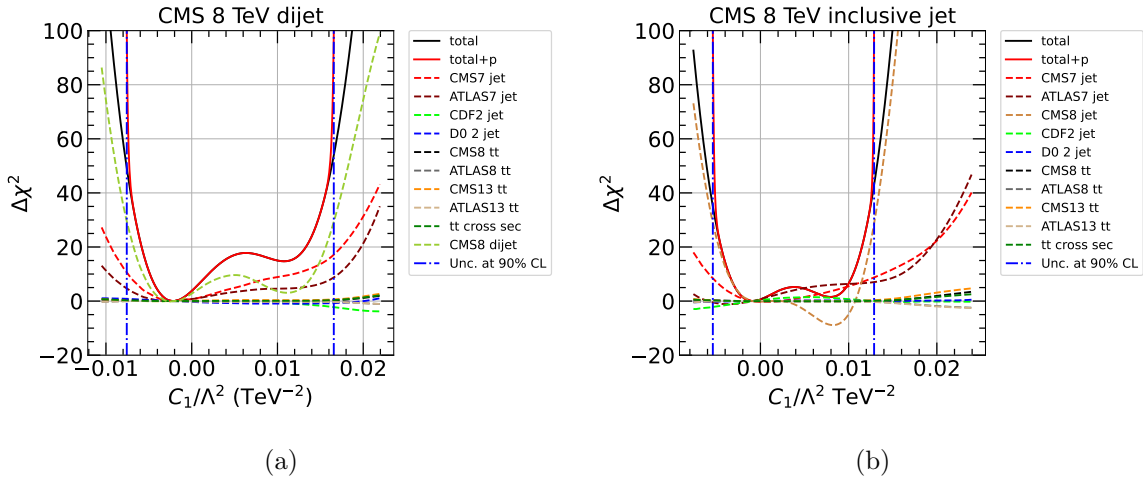 CMS 8 TeV dijet
100
80
60
40
20
0
−20
Δχ²
−0.01
0.00
0.01
0.02
C₁/Λ² (TeV⁻²)
total
total+p
CMS7 jet
ATLAS7 jet
CDF2 jet
D0 2 jet
CMS8 tt
ATLAS8 tt
CMS13 tt
ATLAS13 tt
tt cross sec
CMS8 dijet
Unc. at 90% CL
(a)
CMS 8 TeV inclusive jet
100
80
60
40
20
0
−20
Δχ²
0.00
0.01
0.02
C₁/Λ² TeV⁻²
total
total+p
CMS7 jet
ATLAS7 jet
CMS8 jet
CDF2 jet
D0 2 jet
CMS8 tt
ATLAS8 tt
CMS13 tt
ATLAS13 tt
tt cross sec
Unc. at 90% CL
(b)